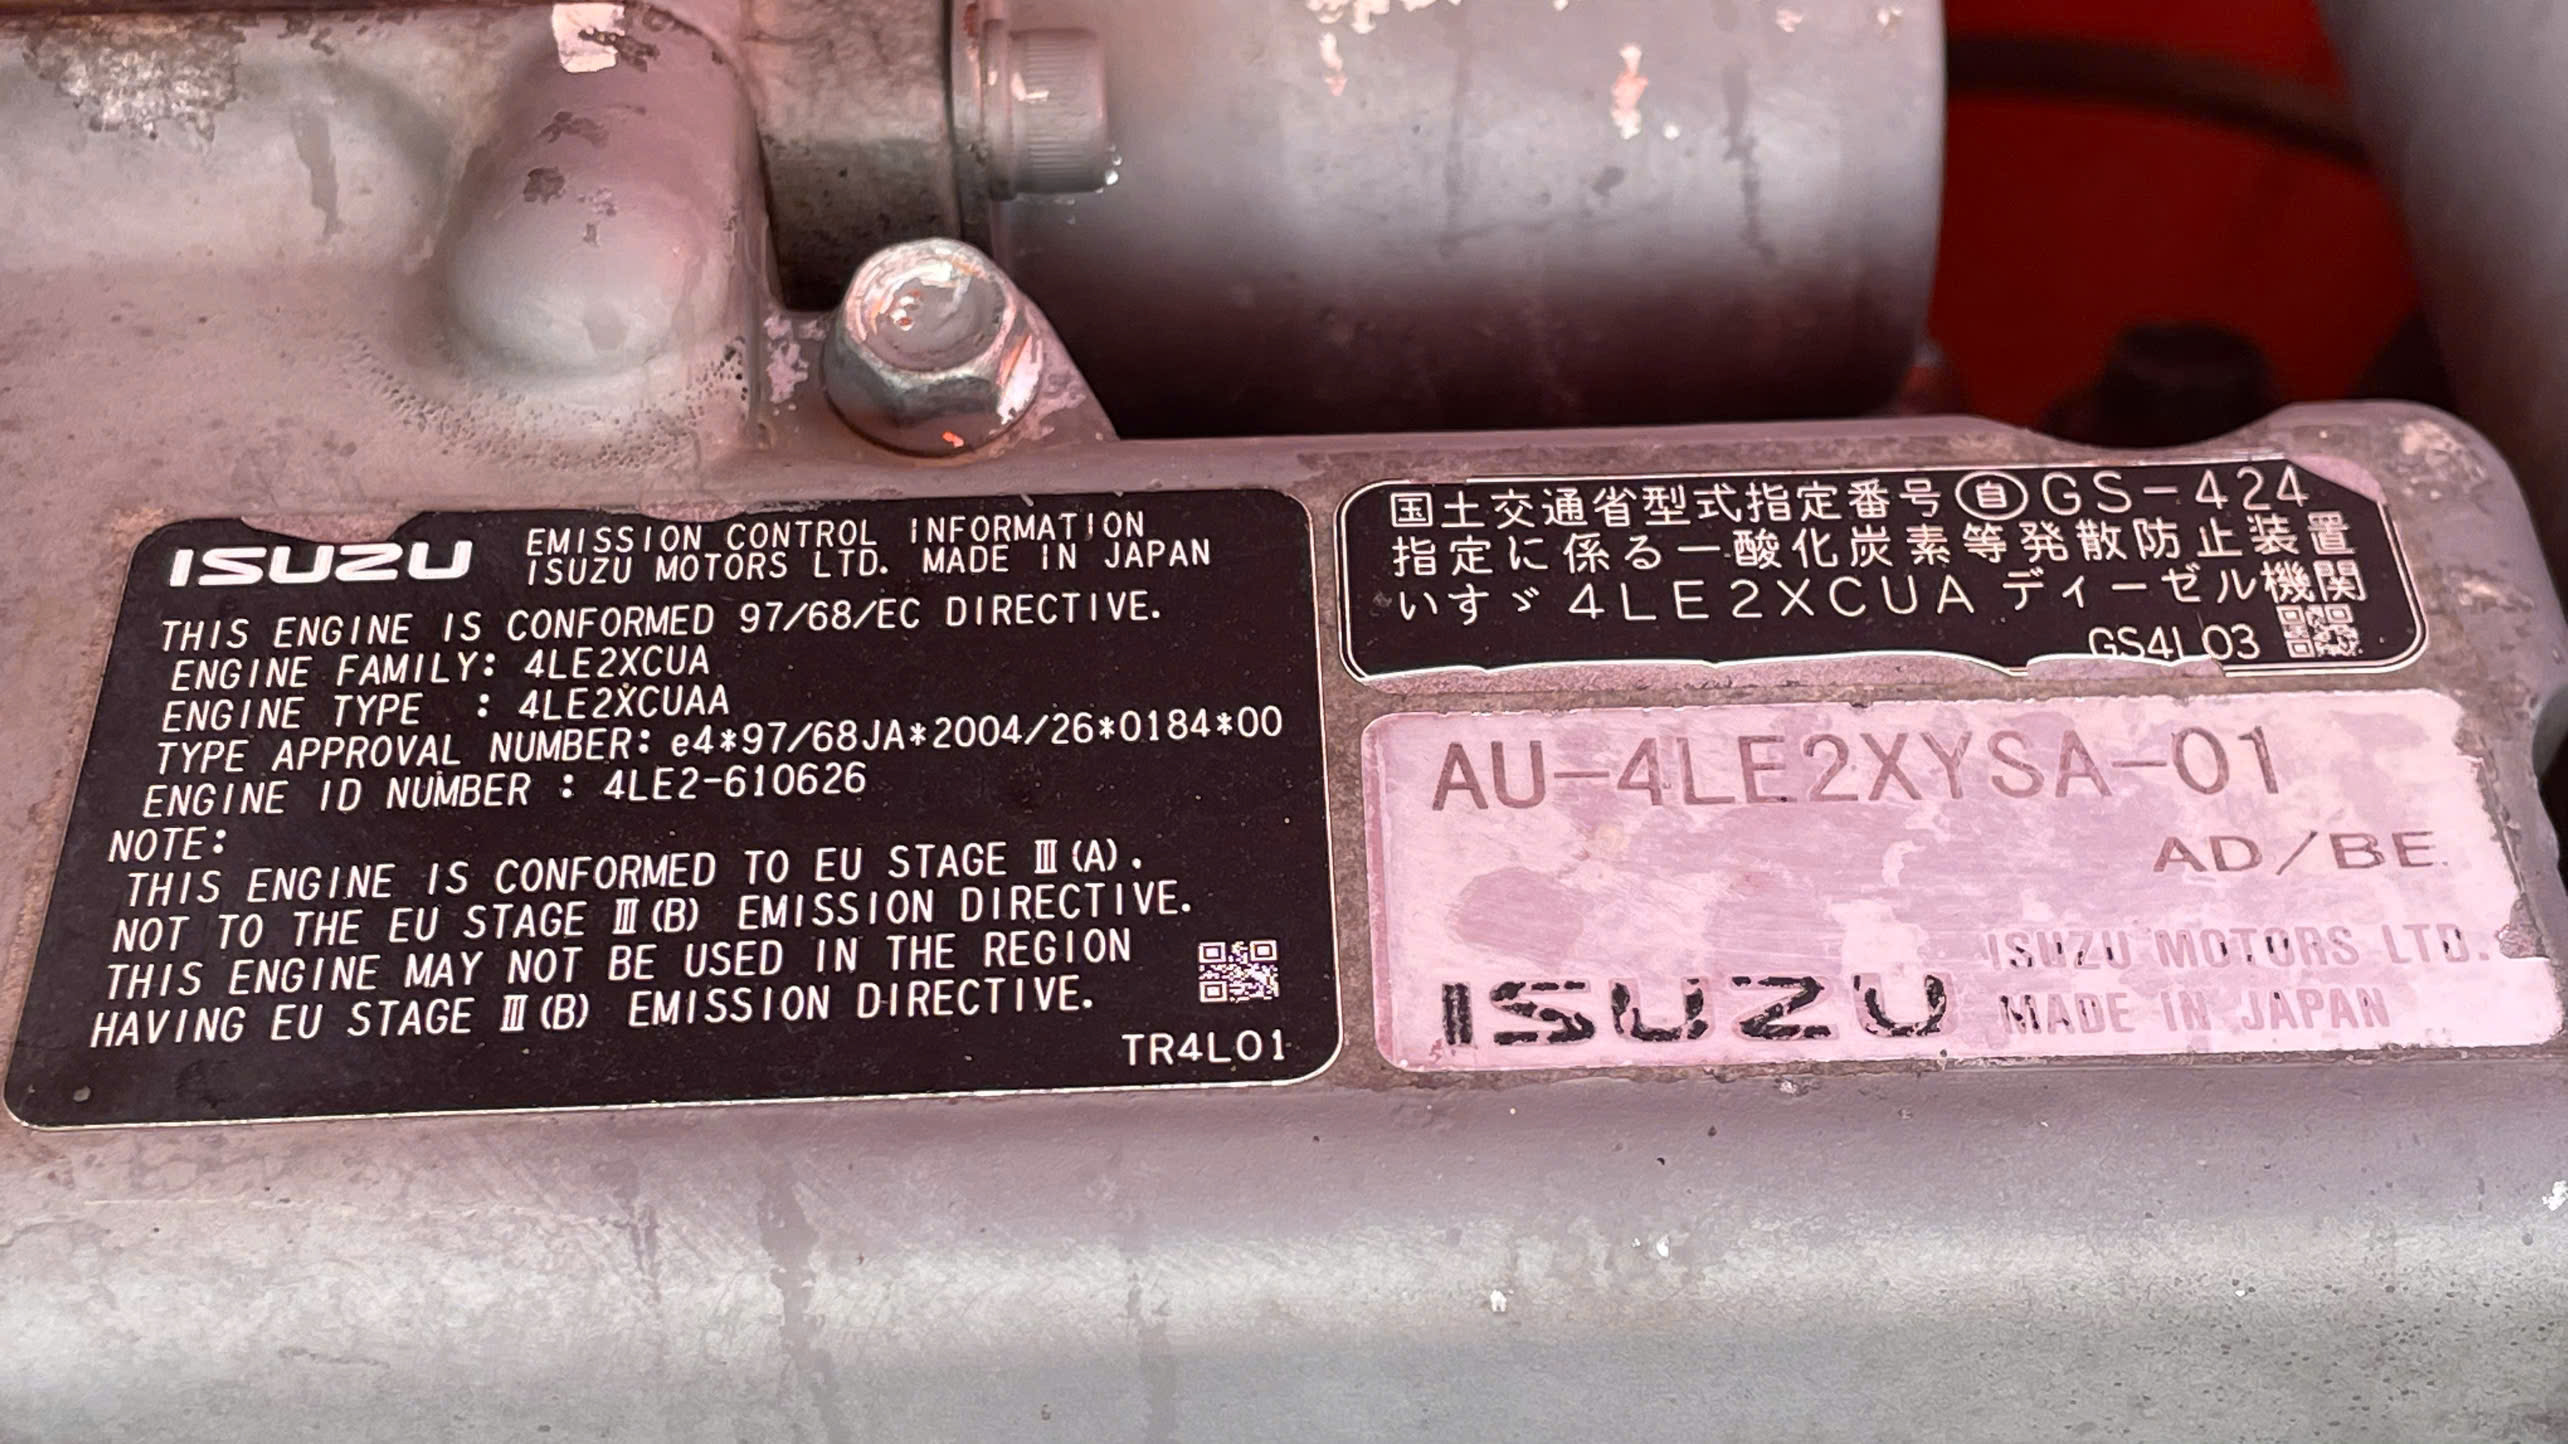 ISUZU
EMISSION CONTROL INFORMATION
ISUZU MOTORS LTD. MADE IN JAPAN
THIS ENGINE IS CONFORMED 97/68/EC DIRECTIVE.
ENGINE FAMILY: 4LE2XCUA
ENGINE TYPE : 4LE2XCUAA
TYPE APPROVAL NUMBER: e4*97/68JA*2004/26*0184*00
ENGINE ID NUMBER : 4LE2-610626
NOTE:
THIS ENGINE IS CONFORMED TO EU STAGE Ⅲ(A).
NOT TO THE EU STAGE Ⅲ(B) EMISSION DIRECTIVE.
THIS ENGINE MAY NOT BE USED IN THE REGION
HAVING EU STAGE Ⅲ(B) EMISSION DIRECTIVE.
TR4L01
国土交通省型式指定番号㊀GS-424
指定に係る一酸化炭素等発散防止装置
いすゞ 4LE2XCUA ディーゼル機関
GS4L03
AU-4LE2XYSA-01
AD/BE
ISUZU
ISUZU MOTORS LTD.
MADE IN JAPAN